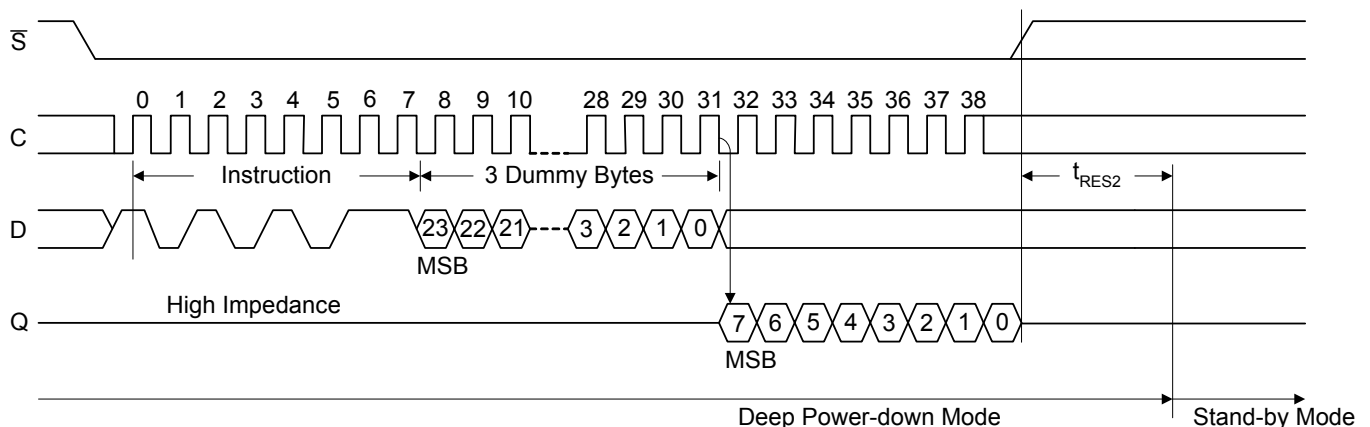 S̅
0 1 2 3 4 5 6 7 8 9 10 28 29 30 31 32 33 34 35 36 37 38
C
Instruction 3 Dummy Bytes tRES2
D 23 22 21 3 2 1 0
MSB
High Impedance
Q 7 6 5 4 3 2 1 0
MSB
Deep Power-down Mode Stand-by Mode